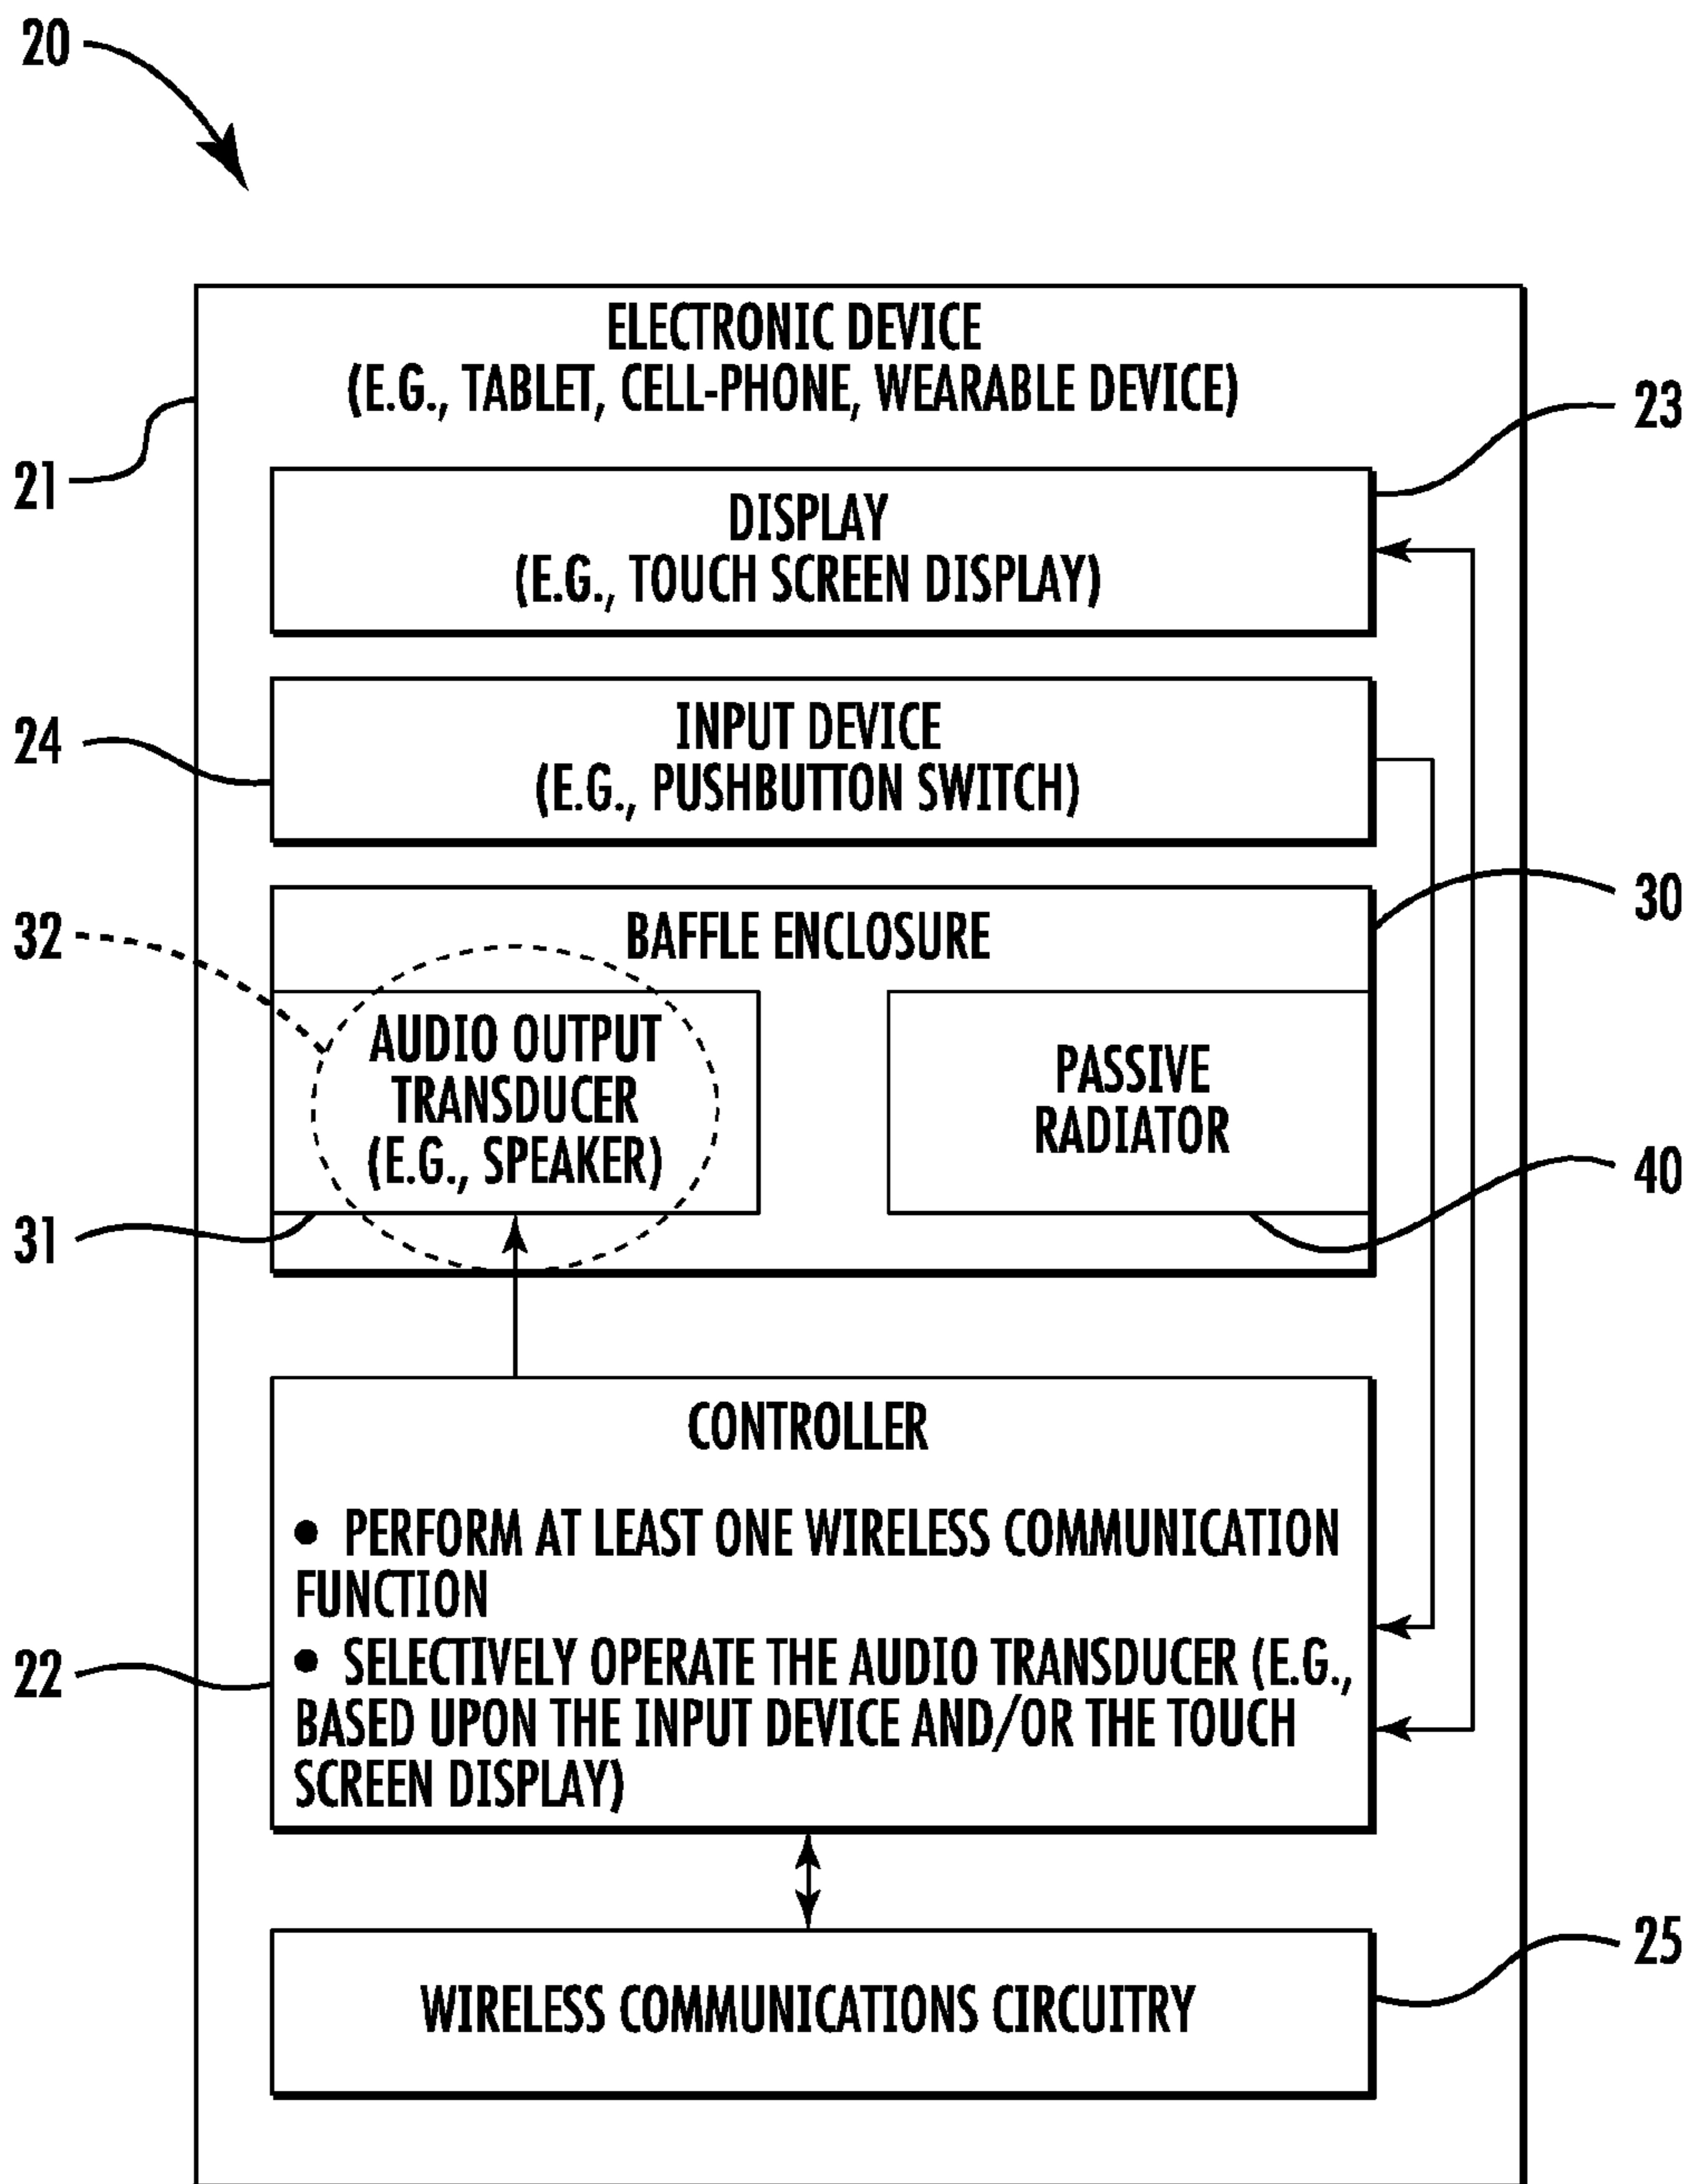 20
ELECTRONIC DEVICE
(E.G., TABLET, CELL-PHONE, WEARABLE DEVICE)
23
21
DISPLAY
(E.G., TOUCH SCREEN DISPLAY)
24
INPUT DEVICE
(E.G., PUSHBUTTON SWITCH)
30
32
BAFFLE ENCLOSURE
AUDIO OUTPUT
TRANSDUCER
(E.G., SPEAKER)
PASSIVE
RADIATOR
40
31
CONTROLLER
● PERFORM AT LEAST ONE WIRELESS COMMUNICATION
FUNCTION
● SELECTIVELY OPERATE THE AUDIO TRANSDUCER (E.G.,
BASED UPON THE INPUT DEVICE AND/OR THE TOUCH
SCREEN DISPLAY)
22
25
WIRELESS COMMUNICATIONS CIRCUITRY